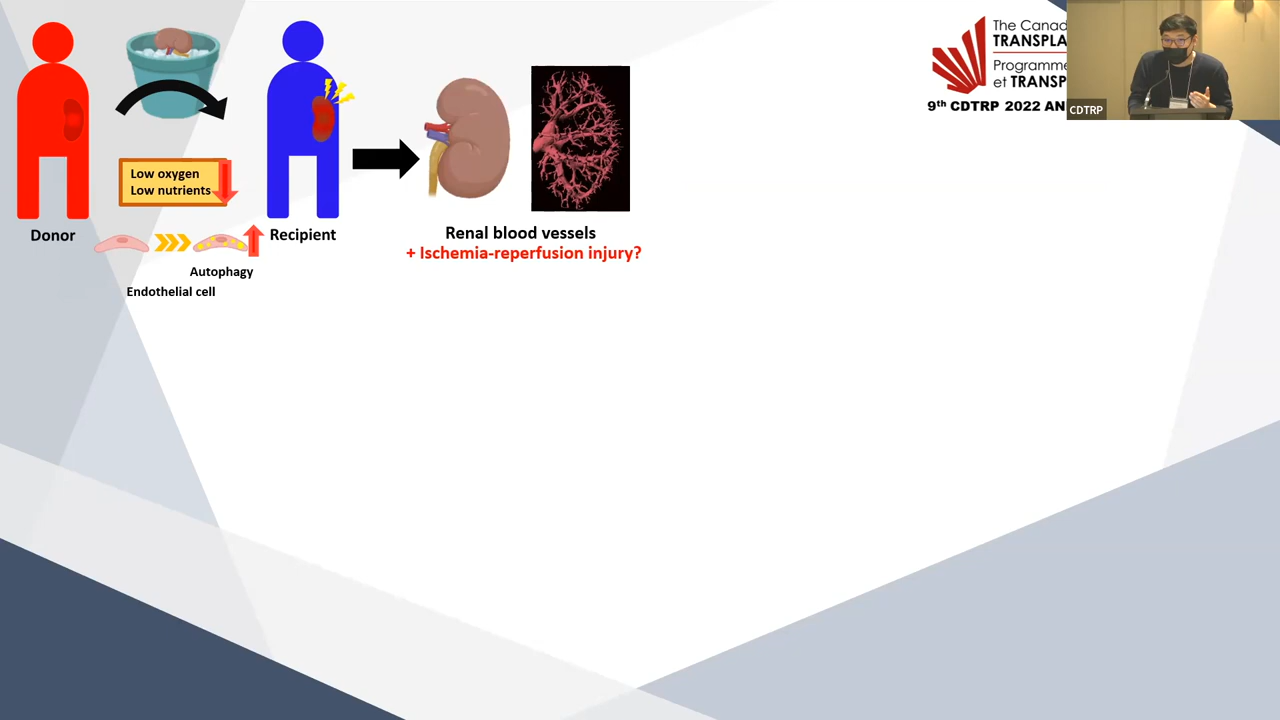 Low oxygen
Low nutrients
Donor
Recipient
Autophagy
Endothelial cell
Renal blood vessels
+ Ischemia-reperfusion injury?
The Canad
TRANSPLA
Programme
et TRANSP
9th CDTRP 2022 AN
CDTRP